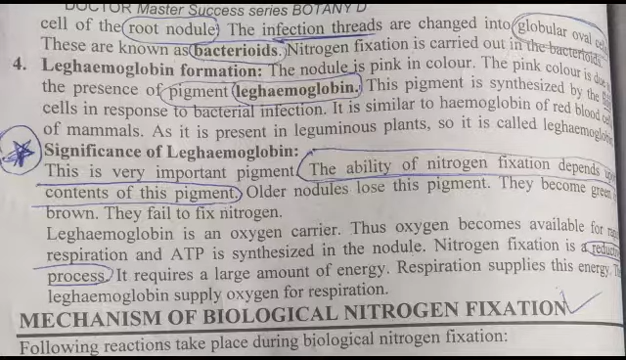 DOCTOR Master Success series BOTANY D
cell of the root nodule. The infection threads are changed into globular oval
These are known as bacterioids. Nitrogen fixation is carried out in the bacterioids
4. Leghaemoglobin formation: The nodule is pink in colour. The pink colour is due
the presence of pigment leghaemoglobin. This pigment is synthesized by the
cells in response to bacterial infection. It is similar to haemoglobin of red blood
of mammals. As it is present in leguminous plants, so it is called leghaemoglobin
Significance of Leghaemoglobin:
This is very important pigment. The ability of nitrogen fixation depends
contents of this pigment. Older nodules lose this pigment. They become green
brown. They fail to fix nitrogen.
Leghaemoglobin is an oxygen carrier. Thus oxygen becomes available for
respiration and ATP is synthesized in the nodule. Nitrogen fixation is a
process. It requires a large amount of energy. Respiration supplies this energy.
leghaemoglobin supply oxygen for respiration.
MECHANISM OF BIOLOGICAL NITROGEN FIXATION
Following reactions take place during biological nitrogen fixation: